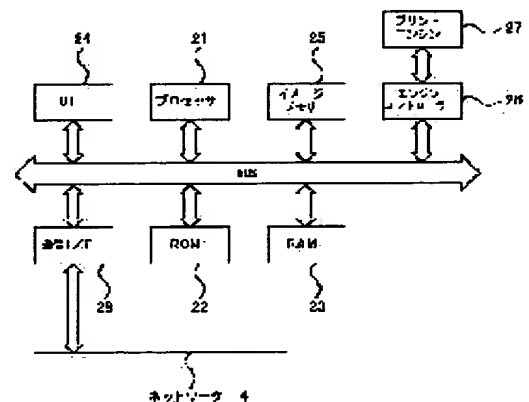 24
21
25
27
プリント
エンジン
UI
プロセッサ
イメージ
メモリ
エンジン
コントローラ
26
BUS
通信I/F
ROM
RAM
28
22
23
ネットワーク 4